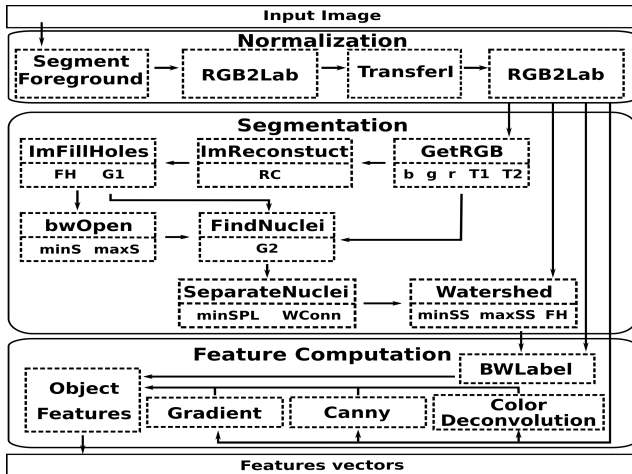 Input Image
Normalization
Segment
Foreground
RGB2Lab
TransferI
RGB2Lab
Segmentation
ImFillHoles
FH G1
ImReconstuct
RC
GetRGB
b g r T1 T2
bwOpen
minS maxS
FindNuclei
G2
SeparateNuclei
minSPL WConn
Watershed
minSS maxSS FH
Feature Computation
BWLabel
Object
Features
Gradient
Canny
Color
Deconvolution
Features vectors